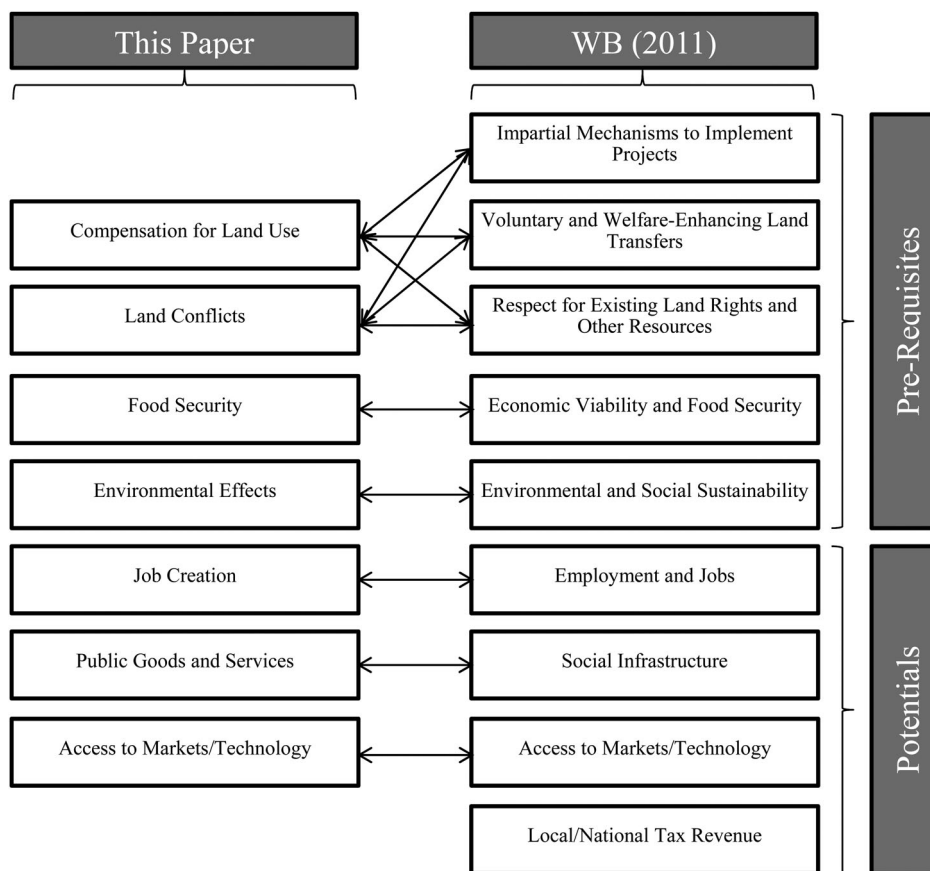 This Paper
WB (2011)
Impartial Mechanisms to Implement
Projects
Compensation for Land Use
Voluntary and Welfare-Enhancing Land
Transfers
Land Conflicts
Respect for Existing Land Rights and
Other Resources
Food Security
Economic Viability and Food Security
Environmental Effects
Environmental and Social Sustainability
Pre-Requisites
Job Creation
Employment and Jobs
Public Goods and Services
Social Infrastructure
Access to Markets/Technology
Access to Markets/Technology
Local/National Tax Revenue
Potentials